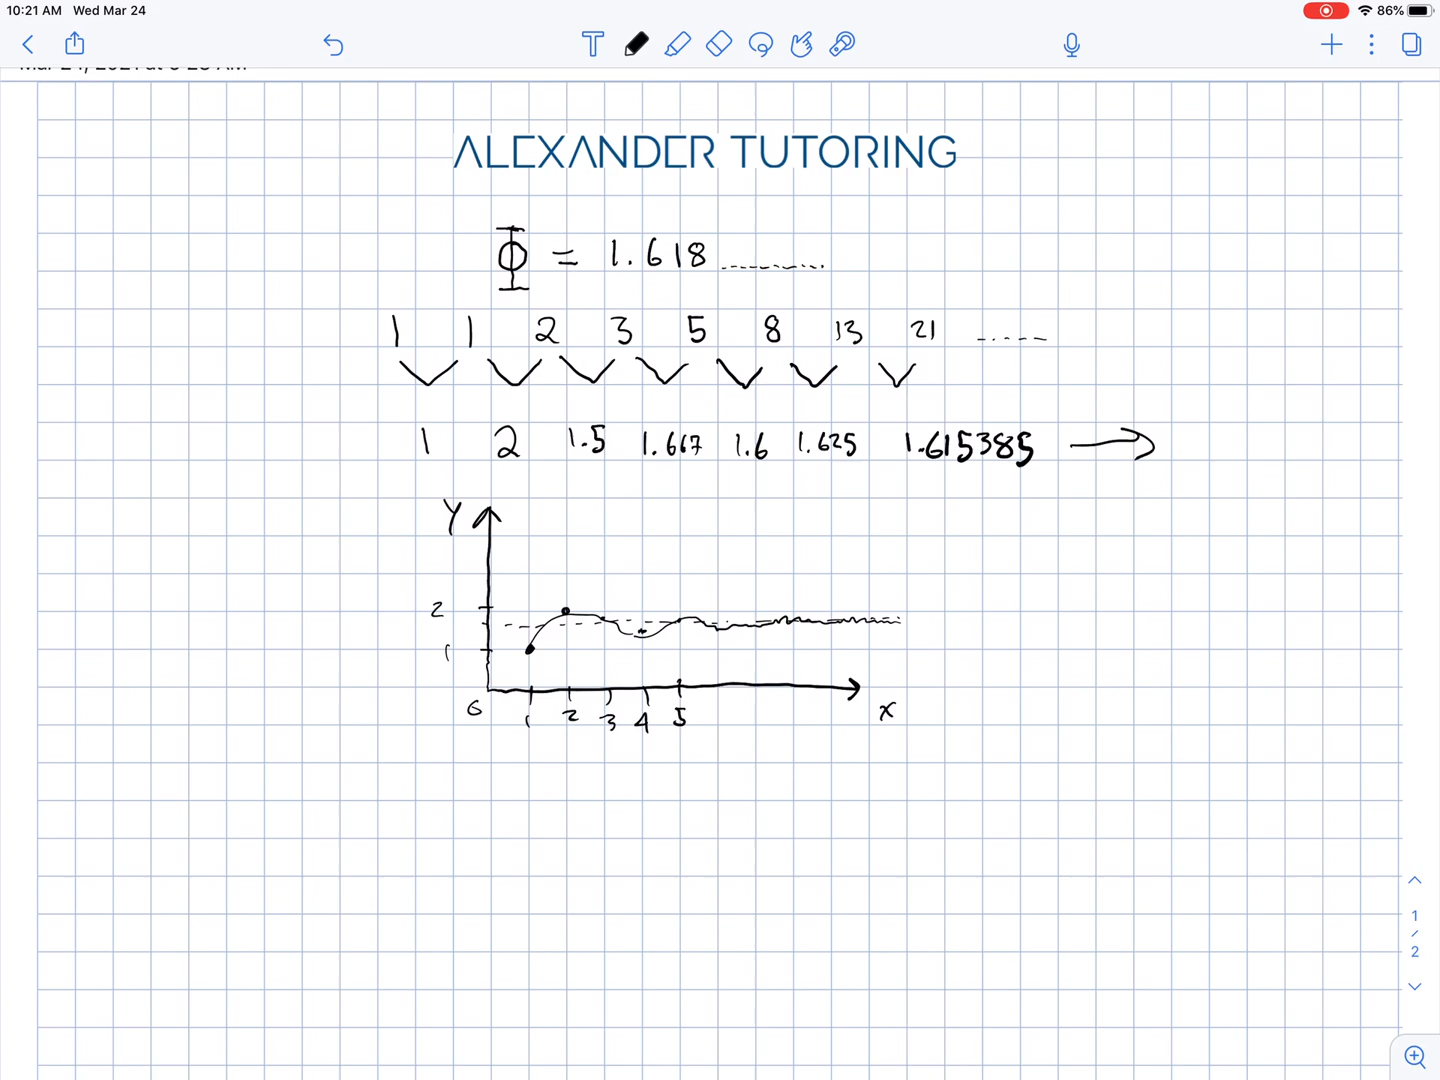 10:21 AM Wed Mar 24 86%
ALEXANDER TUTORING
Φ = 1.618 ..........
1 1 2 3 5 8 13 21 ......
1 2 1.5 1.667 1.6 1.625 1.615385 →
Y
2
1
0 1 2 3 4 5 X
1
/
2